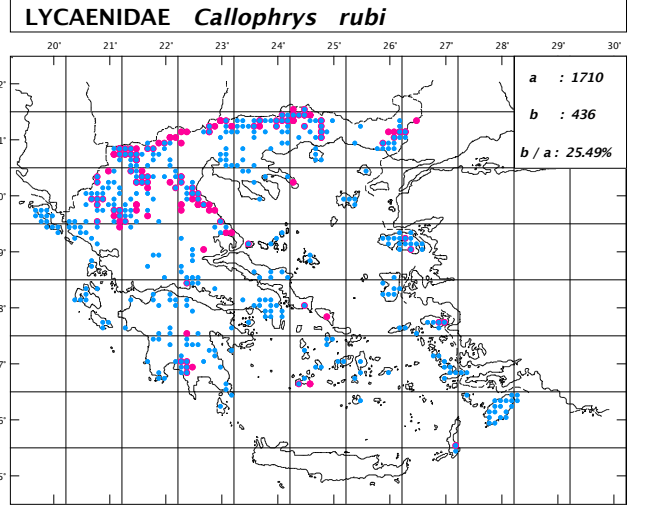 LYCAENIDAE Callophrys rubi
20° 21° 22° 23° 24° 25° 26° 27° 28° 29° 30°
a : 1710
b : 436
b / a : 25.49%